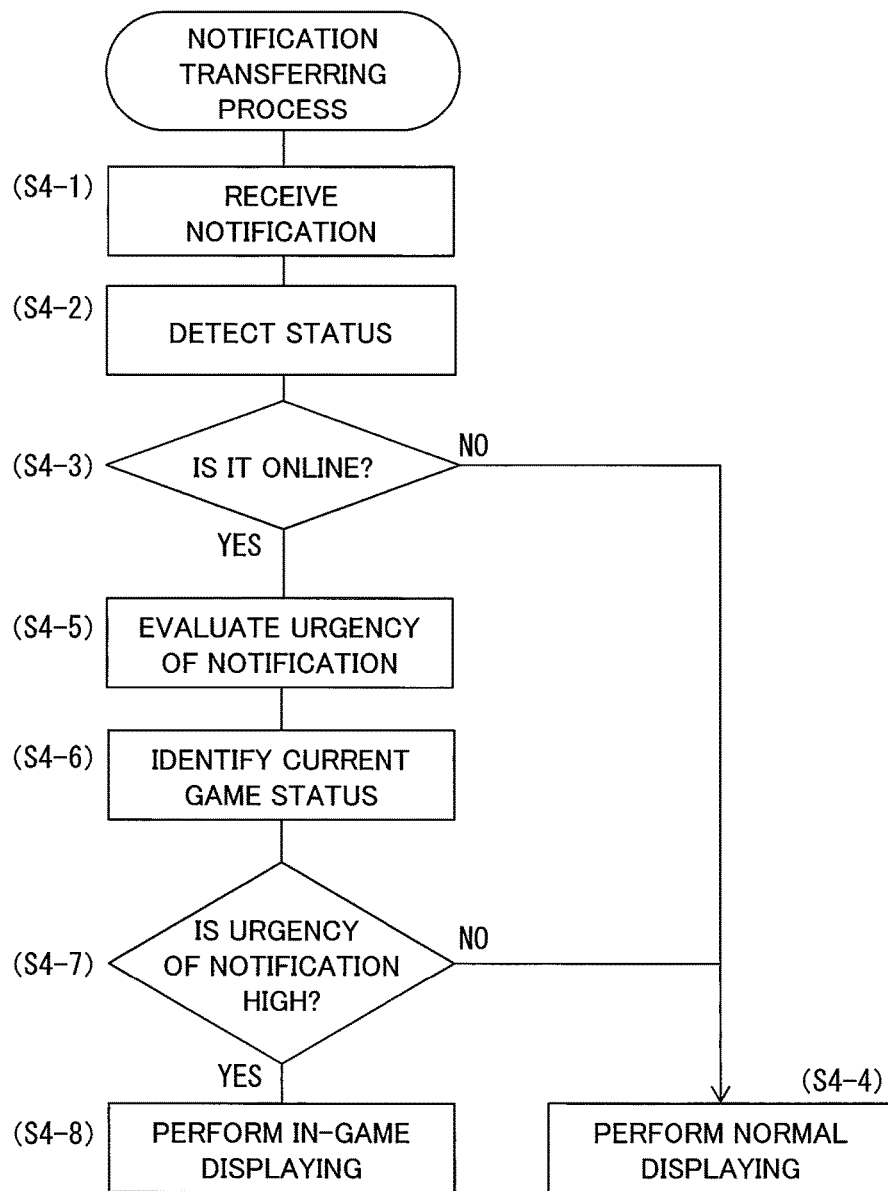 NOTIFICATION
TRANSFERRING
PROCESS
(S4-1)
RECEIVE
NOTIFICATION
(S4-2)
DETECT STATUS
(S4-3)
IS IT ONLINE?
NO
YES
(S4-5)
EVALUATE URGENCY
OF NOTIFICATION
(S4-6)
IDENTIFY CURRENT
GAME STATUS
(S4-7)
IS URGENCY
OF NOTIFICATION
HIGH?
NO
YES
(S4-8)
PERFORM IN-GAME
DISPLAYING
(S4-4)
PERFORM NORMAL
DISPLAYING